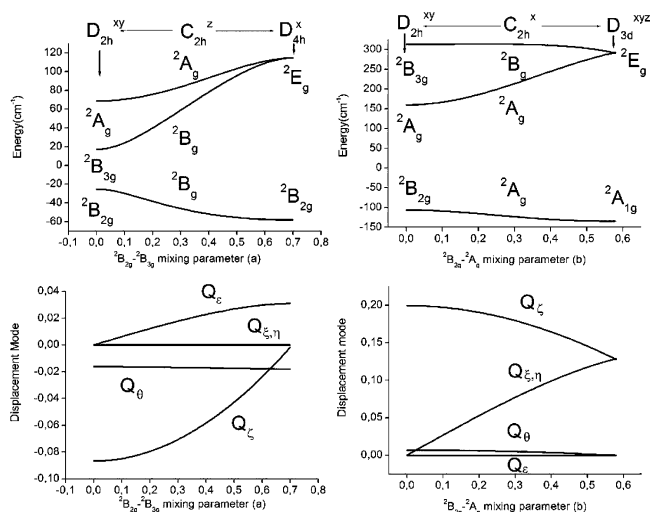 D2h^xy C2h^z D4h^x
²Ag
²Eg
²Ag
²Bg
²B3g
²Bg
²B2g
²B2g
Energy(cm⁻¹)
120
100
80
60
40
20
0
-20
-40
-60
-0,1 0,0 0,1 0,2 0,3 0,4 0,5 0,6 0,7 0,8
²B2g-²B3g mixing parameter (a)
D2h^xy C2h^x D3d^xyz
²B3g
²Bg
²Eg
²Ag
²Ag
²B2g
²Ag
²A1g
Energy(cm⁻¹)
300
250
200
150
100
50
0
-50
-100
-150
0,0 0,1 0,2 0,3 0,4 0,5 0,6
²B2g-²Ag mixing parameter (b)
Qε
Qξ,η
Qθ
Qζ
Displacement Mode
0,04
0,02
0,00
-0,02
-0,04
-0,06
-0,08
-0,10
0,0 0,1 0,2 0,3 0,4 0,5 0,6 0,7 0,8
²B2g-²B3g mixing parameter (a)
Qζ
Qξ,η
Qθ
Qε
Displacement Mode
0,20
0,15
0,10
0,05
0,00
0,0 0,1 0,2 0,3 0,4 0,5 0,6
²B2g-²Ag mixing parameter (b)